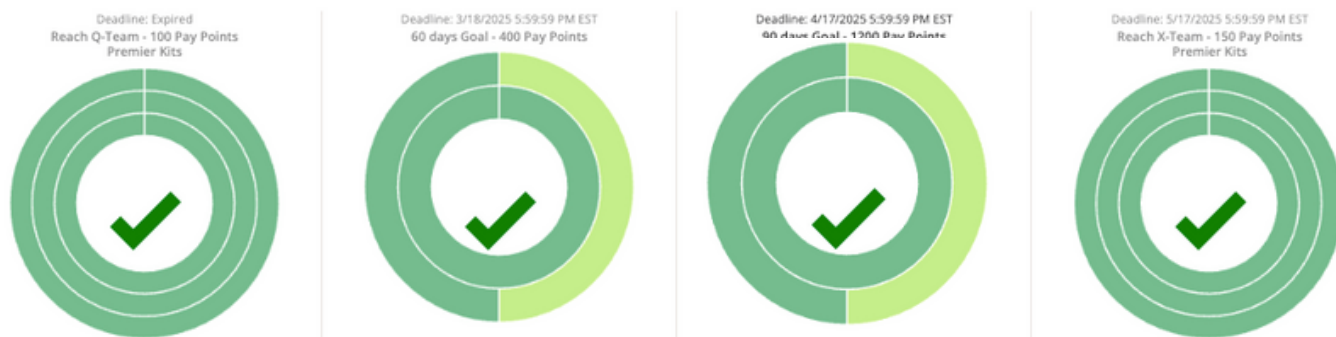 Deadline: Expired
Reach Q-Team - 100 Pay Points
Premier Kits
Deadline: 3/18/2025 5:59:59 PM EST
60 days Goal - 400 Pay Points
Deadline: 4/17/2025 5:59:59 PM EST
90 days Goal - 1200 Pay Points
Deadline: 5/17/2025 5:59:59 PM EST
Reach X-Team - 150 Pay Points
Premier Kits